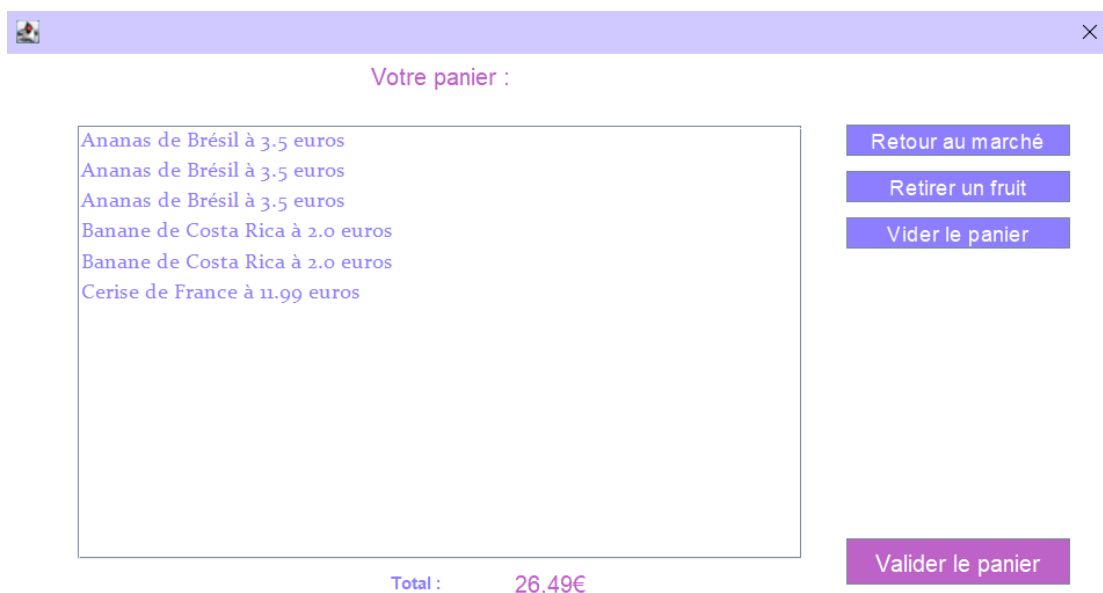 Votre panier :
Ananas de Brésil à 3.5 euros
Ananas de Brésil à 3.5 euros
Ananas de Brésil à 3.5 euros
Banane de Costa Rica à 2.0 euros
Banane de Costa Rica à 2.0 euros
Cerise de France à 11.99 euros
Retour au marché
Retirer un fruit
Vider le panier
Total : 26.49€
Valider le panier